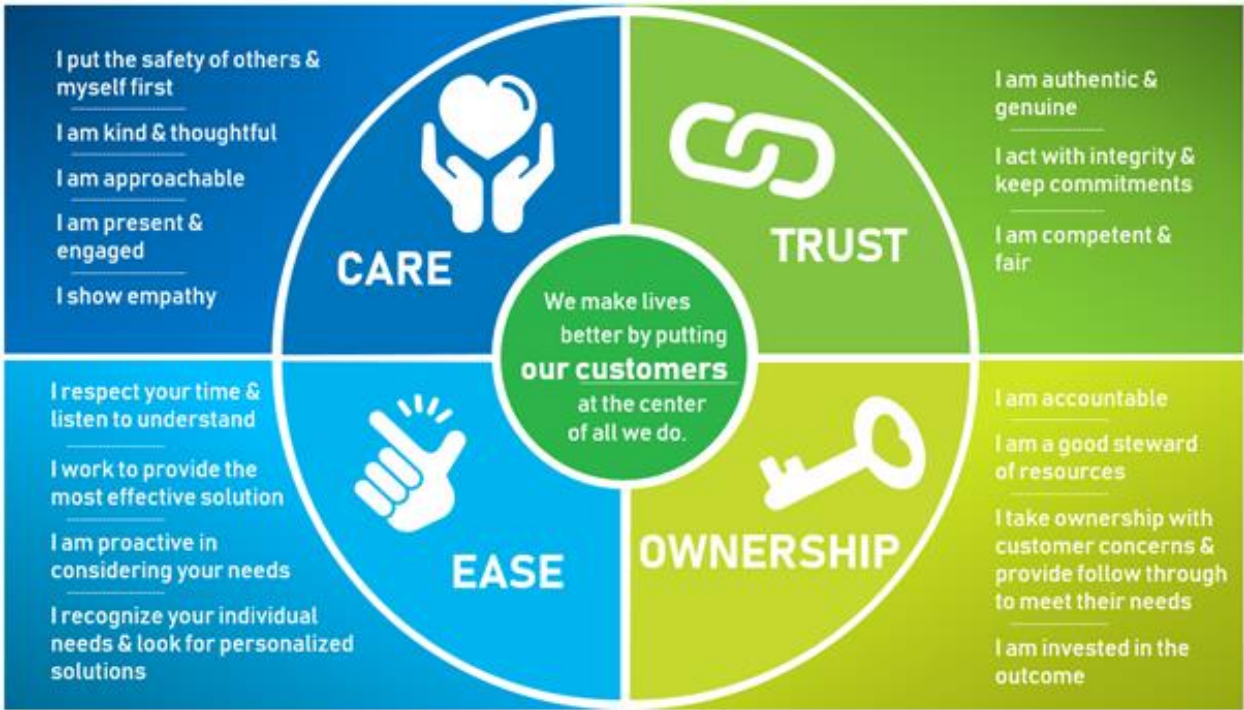 I put the safety of others &
myself first
I am kind & thoughtful
I am approachable
I am present &
engaged
I show empathy
CARE
TRUST
I am authentic &
genuine
I act with integrity &
keep commitments
I am competent &
fair
We make lives
better by putting
our customers
at the center
of all we do.
I respect your time &
listen to understand
I work to provide the
most effective solution
I am proactive in
considering your needs
I recognize your individual
needs & look for personalized
solutions
EASE
OWNERSHIP
I am accountable
I am a good steward
of resources
I take ownership with
customer concerns &
provide follow through
to meet their needs
I am invested in the
outcome